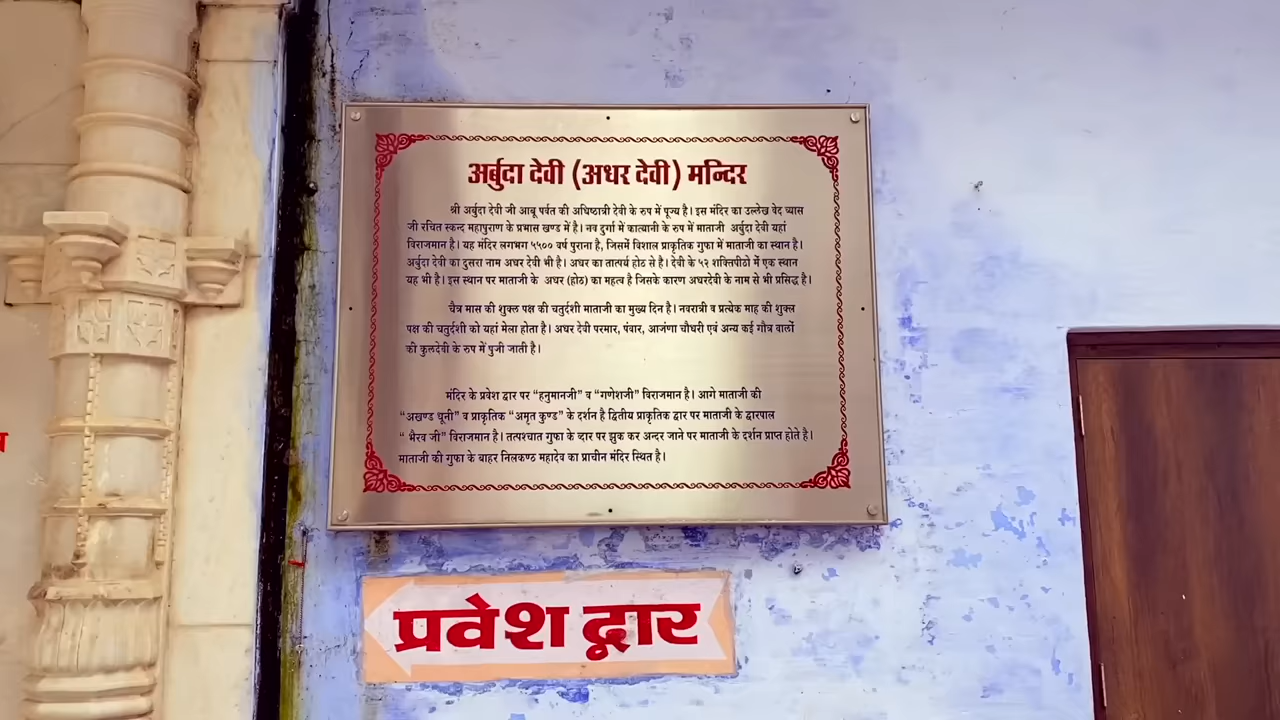 अर्बुदा देवी (अधर देवी) मन्दिर
श्री अर्बुदा देवी जी आबू पर्वत की अधिष्ठात्री देवी के रुप में पूज्य है। इस मंदिर का उल्लेख वेद व्यास
जी रचित स्कन्द महापुराण के प्रभास खण्ड में है। नव दुर्गा में कात्यानी के रुप में माताजी अर्बुदा देवी यहां
विराजमान है। यह मंदिर लगभग ५५०० वर्ष पुराना है, जिसमें विशाल प्राकृतिक गुफा में माताजी का स्थान है।
अर्बुदा देवी का दुसरा नाम अधर देवी भी है। अधर का तात्पर्य होठ से है। देवी के ५२ शक्तिपीठो में एक स्थान
यह भी है। इस स्थान पर माताजी के अधर (होठ) का महत्व है जिसके कारण अधरदेवी के नाम से भी प्रसिद्ध है।
चैत्र मास की शुक्ल पक्ष की चतुर्दशी माताजी का मुख्य दिन है। नवरात्री व प्रत्येक माह की शुक्ल
पक्ष की चतुर्दशी को यहां मेला होता है। अधर देवी परमार, पंवार, आजंणा चौधरी एवं अन्य कई गौत्र वालों
की कुलदेवी के रुप में पुजी जाती है।
मंदिर के प्रवेश द्वार पर “हनुमानजी” व “गणेशजी” विराजमान है। आगे माताजी की
“अखण्ड धूनी” व प्राकृतिक “अमृत कुण्ड” के दर्शन है द्वितीय प्राकृतिक द्वार पर माताजी के द्वारपाल
“ भैरव जी” विराजमान है। तत्पश्चात गुफा के व्दार पर झुक कर अन्दर जाने पर माताजी के दर्शन प्राप्त होते है।
माताजी की गुफा के बाहर निलकण्ठ महादेव का प्राचीन मंदिर स्थित है।
प्रवेश द्वार